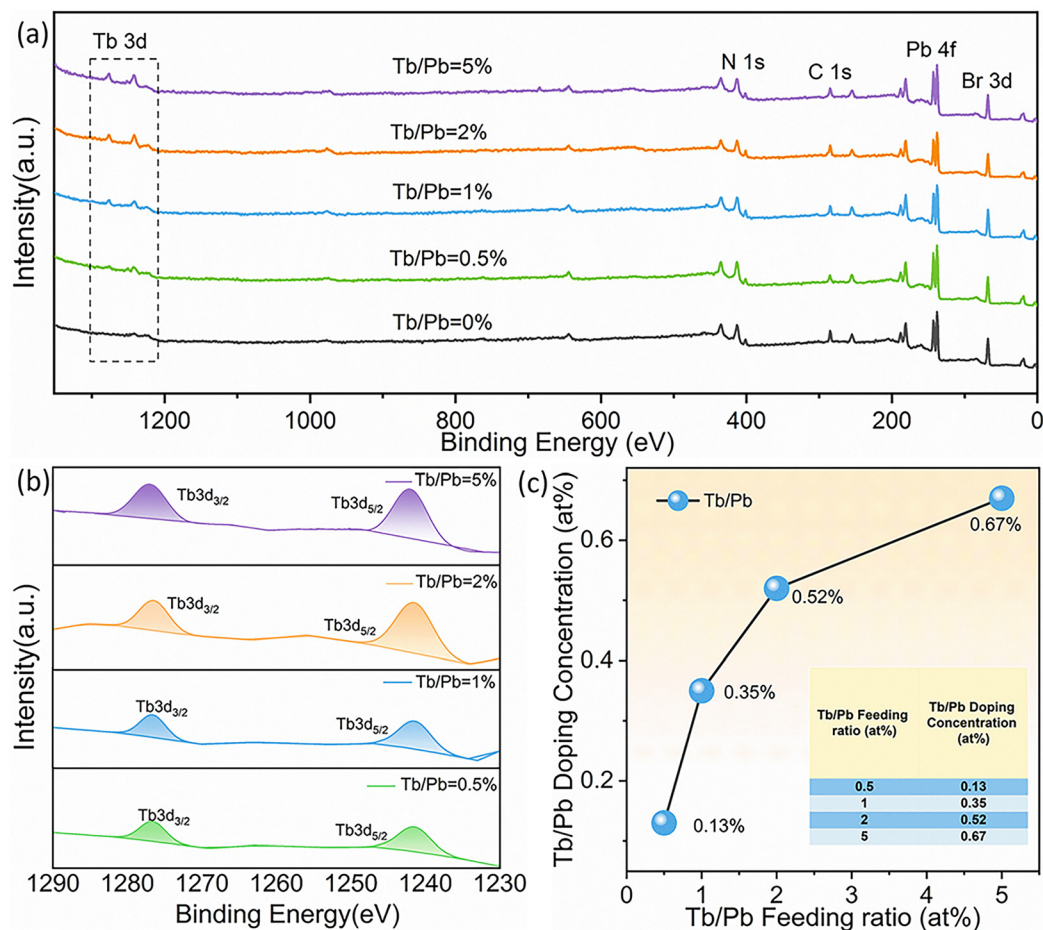 (a)
Tb 3d
Tb/Pb=5%
N 1s
C 1s
Pb 4f
Br 3d
Tb/Pb=2%
Tb/Pb=1%
Tb/Pb=0.5%
Tb/Pb=0%
Intensity(a.u.)
1200 1000 800 600 400 200 0
Binding Energy (eV)
(b)
Tb/Pb=5%
Tb3d3/2
Tb3d5/2
Tb/Pb=2%
Tb3d3/2
Tb3d5/2
Tb/Pb=1%
Tb3d3/2
Tb3d5/2
Tb/Pb=0.5%
Tb3d3/2
Tb3d5/2
Intensity(a.u.)
1290 1280 1270 1260 1250 1240 1230
Binding Energy(eV)
(c)
Tb/Pb
Tb/Pb Doping Concentration (at%)
0.6
0.4
0.2
0.67%
0.52%
0.35%
0.13%
Tb/Pb Feeding
ratio (at%)
Tb/Pb Doping
Concentration
(at%)
0.5 0.13
1 0.35
2 0.52
5 0.67
0 1 2 3 4 5
Tb/Pb Feeding ratio (at%)